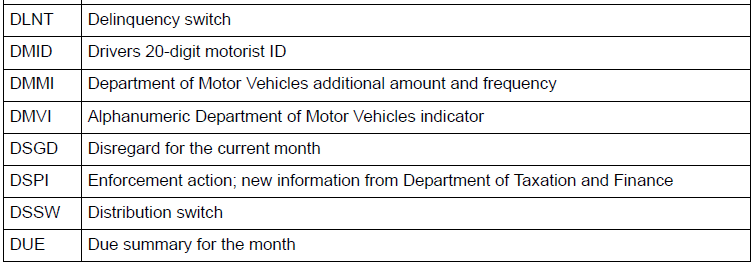 DLNT Delinquency switch
DMID Drivers 20-digit motorist ID
DMMI Department of Motor Vehicles additional amount and frequency
DMVI Alphanumeric Department of Motor Vehicles indicator
DSGD Disregard for the current month
DSPI Enforcement action; new information from Department of Taxation and Finance
DSSW Distribution switch
DUE Due summary for the month